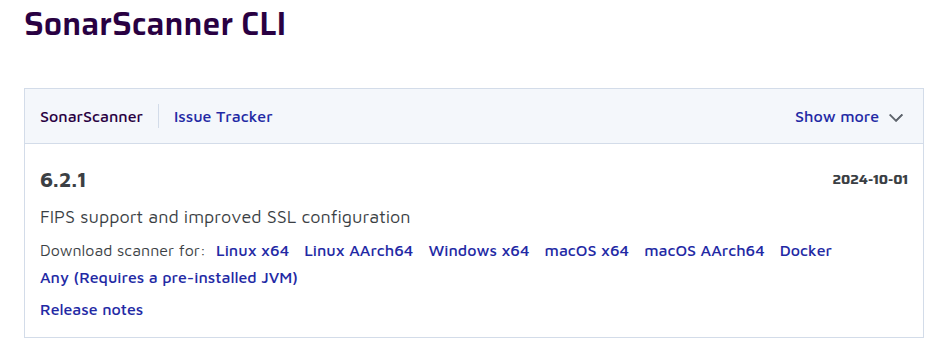 SonarScanner CLI
SonarScanner Issue Tracker Show more
6.2.1 2024-10-01
FIPS support and improved SSL configuration
Download scanner for: Linux x64 Linux AArch64 Windows x64 macOS x64 macOS AArch64 Docker
Any (Requires a pre-installed JVM)
Release notes